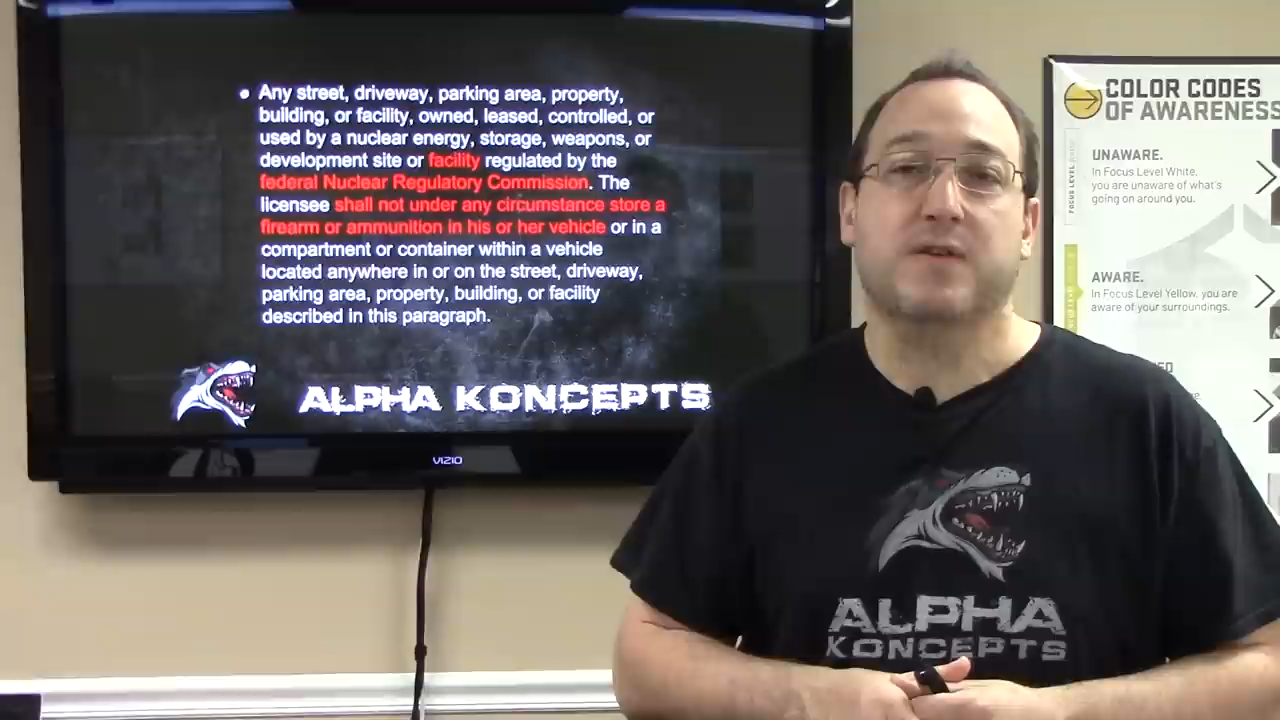 • Any street, driveway, parking area, property,
building, or facility, owned, leased, controlled, or
used by a nuclear energy, storage, weapons, or
development site or facility regulated by the
federal Nuclear Regulatory Commission. The
licensee shall not under any circumstance store a
firearm or ammunition in his or her vehicle or in a
compartment or container within a vehicle
located anywhere in or on the street, driveway,
parking area, property, building, or facility
described in this paragraph.
ALPHA KONCEPTS
VIZIO
COLOR CODES
OF AWARENESS
FOCUS LEVEL
UNAWARE.
In Focus Level White,
you are unaware of what's
going on around you.
AWARE.
In Focus Level Yellow, you are
aware of your surroundings.
ALPHA
KONCEPTS